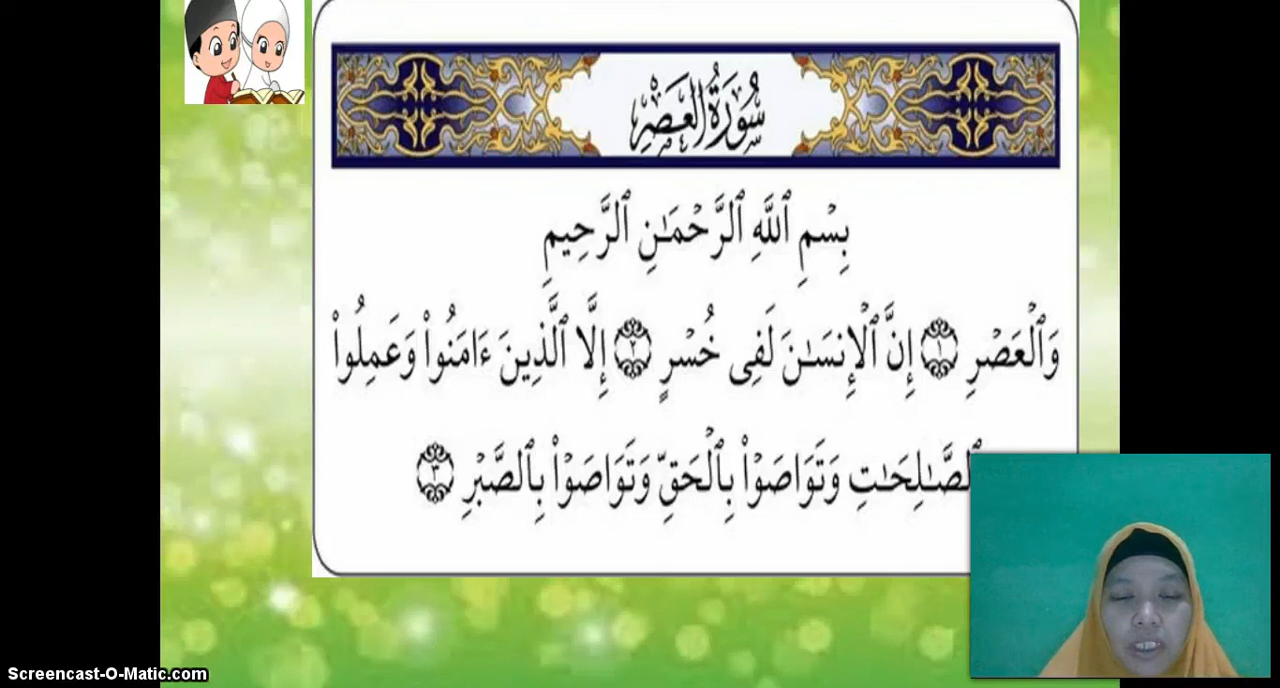 سُورَةُ العَصْرِ
بِسْمِ ٱللَّهِ ٱلرَّحْمَـٰنِ ٱلرَّحِيمِ
وَٱلْعَصْرِ ١ إِنَّ ٱلْإِنسَـٰنَ لَفِى خُسْرٍ ٢ إِلَّا ٱلَّذِينَ ءَامَنُوا۟ وَعَمِلُوا۟
ٱلصَّـٰلِحَـٰتِ وَتَوَاصَوْا۟ بِٱلْحَقِّ وَتَوَاصَوْا۟ بِٱلصَّبْرِ ٣
Screencast-O-Matic.com